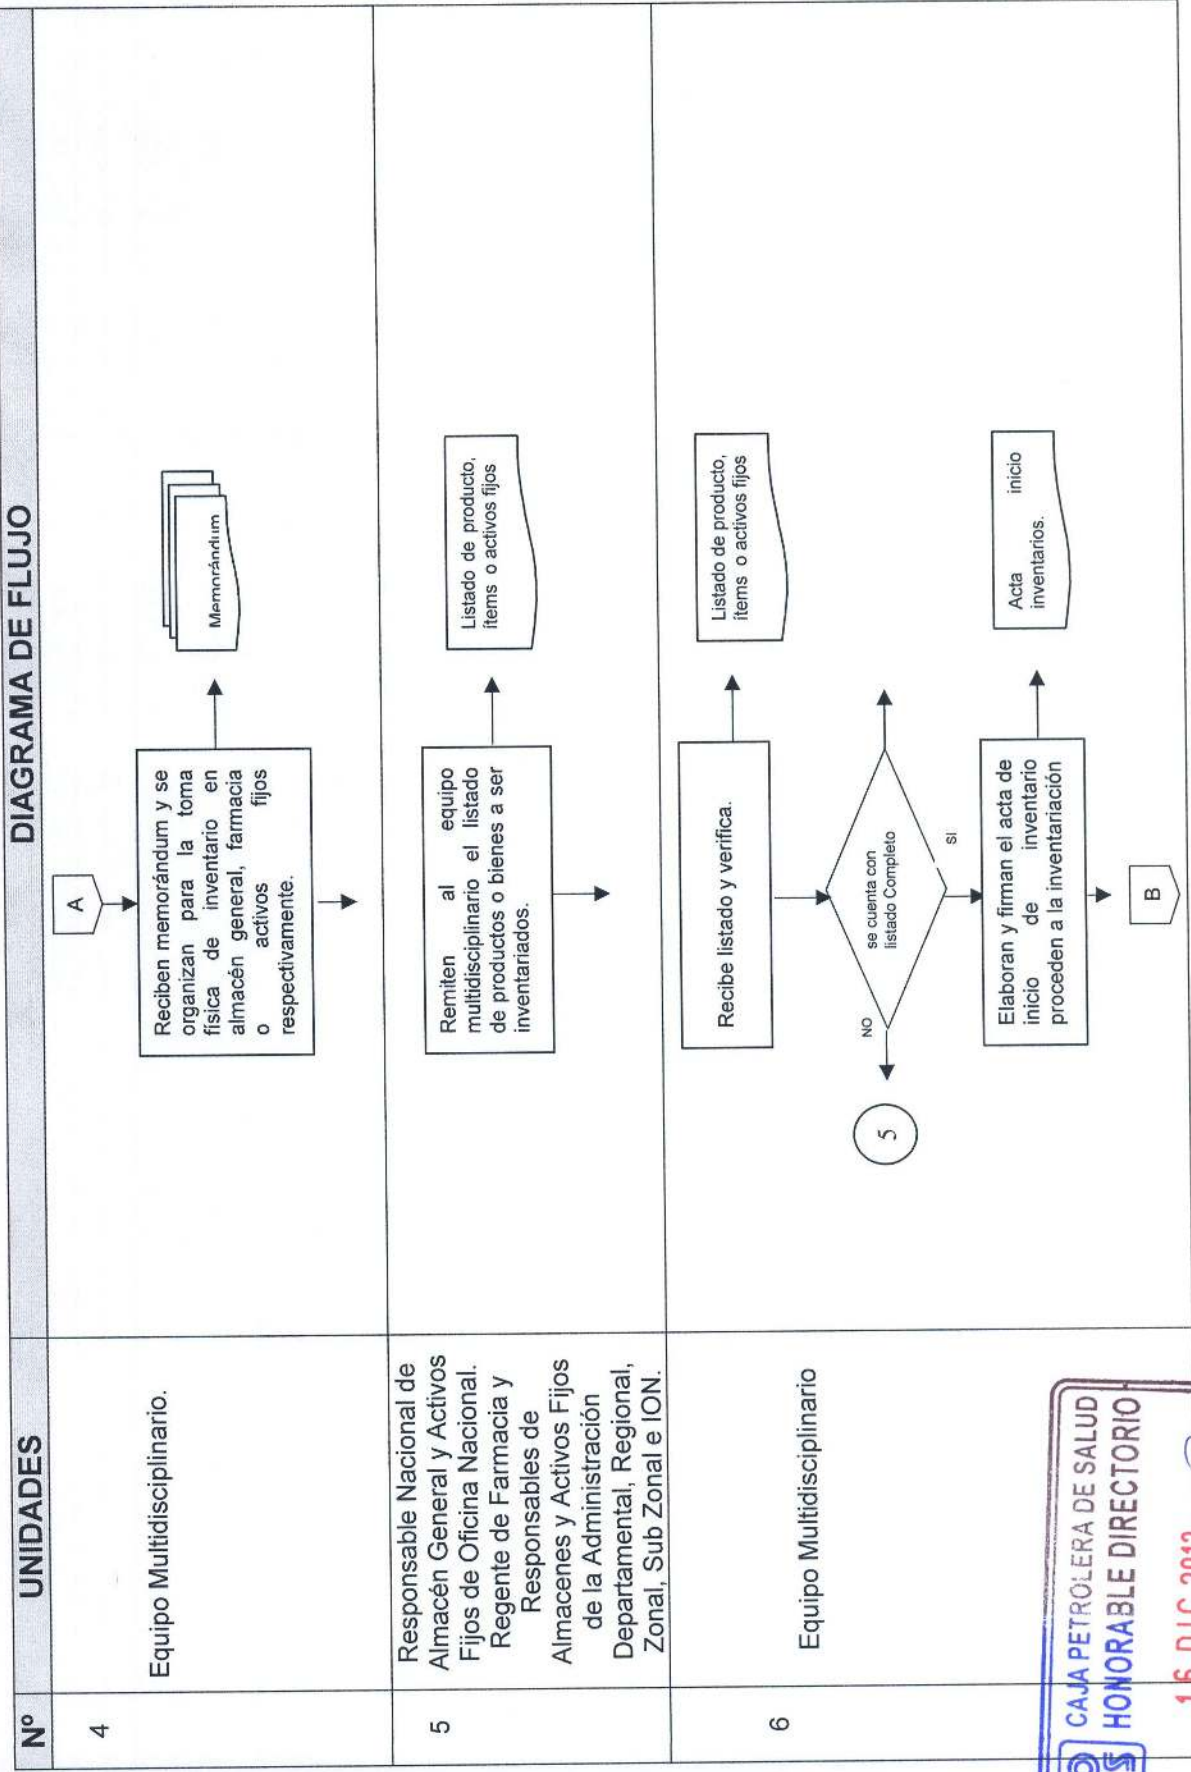 Nº UNIDADES DIAGRAMA DE FLUJO
4
Equipo Multidisciplinario.
A
Reciben memorándum y se
organizan para la toma
física de inventario en
almacén general, farmacia
o activos fijos
respectivamente.
Memorándum
5
Responsable Nacional de
Almacén General y Activos
Fijos de Oficina Nacional.
Regente de Farmacia y
Responsables de
Almacenes y Activos Fijos
de la Administración
Departamental, Regional,
Zonal, Sub Zonal e ION.
Remiten al equipo
multidisciplinario el listado
de productos o bienes a ser
inventariados.
Listado de producto,
ítems o activos fijos
6
Equipo Multidisciplinario
Recibe listado y verifica.
Listado de producto,
ítems o activos fijos
se cuenta con
listado Completo
NO
5
SI
Elaboran y firman el acta de
inicio de inventario
proceden a la inventariación
Acta inicio
inventarios.
B
CAJA PETROLERA DE SALUD
HONORABLE DIRECTORIO
16 DIC 2013